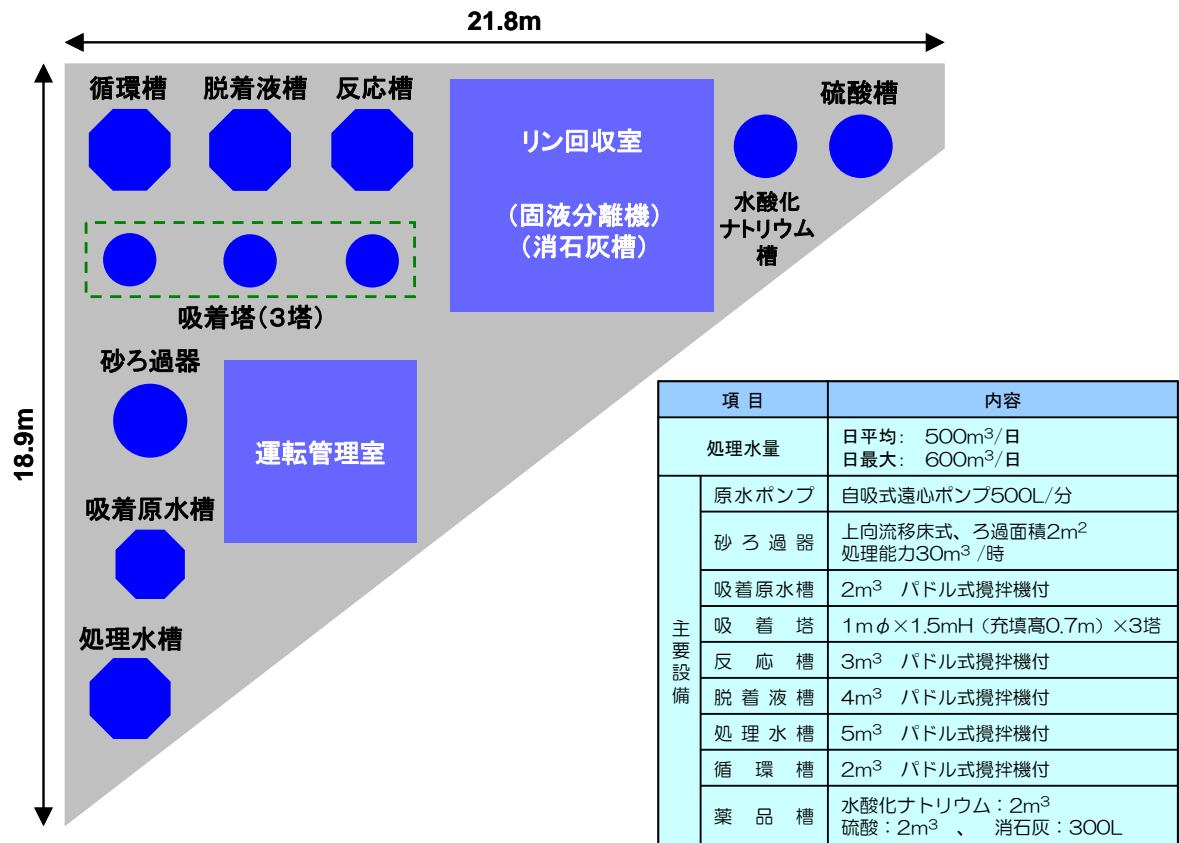 21.8m
18.9m
循環槽
脱着液槽
反応槽
リン回収室
（固液分離機）
（消石灰槽）
硫酸槽
水酸化
ナトリウム
槽
吸着塔（3塔）
砂ろ過器
運転管理室
吸着原水槽
処理水槽
項 目 内容
処理水量 日平均： 500m³/日
日最大： 600m³/日
主要設備
原水ポンプ 自吸式遠心ポンプ500L/分
砂ろ過器 上向流移床式、ろ過面積2m²
処理能力30m³/時
吸着原水槽 2m³ パドル式攪拌機付
吸着塔 1mφ×1.5mH（充填高0.7m）×3塔
反応槽 3m³ パドル式攪拌機付
脱着液槽 4m³ パドル式攪拌機付
処理水槽 5m³ パドル式攪拌機付
循環槽 2m³ パドル式攪拌機付
薬品槽 水酸化ナトリウム：2m³
硫酸：2m³ 、 消石灰：300L